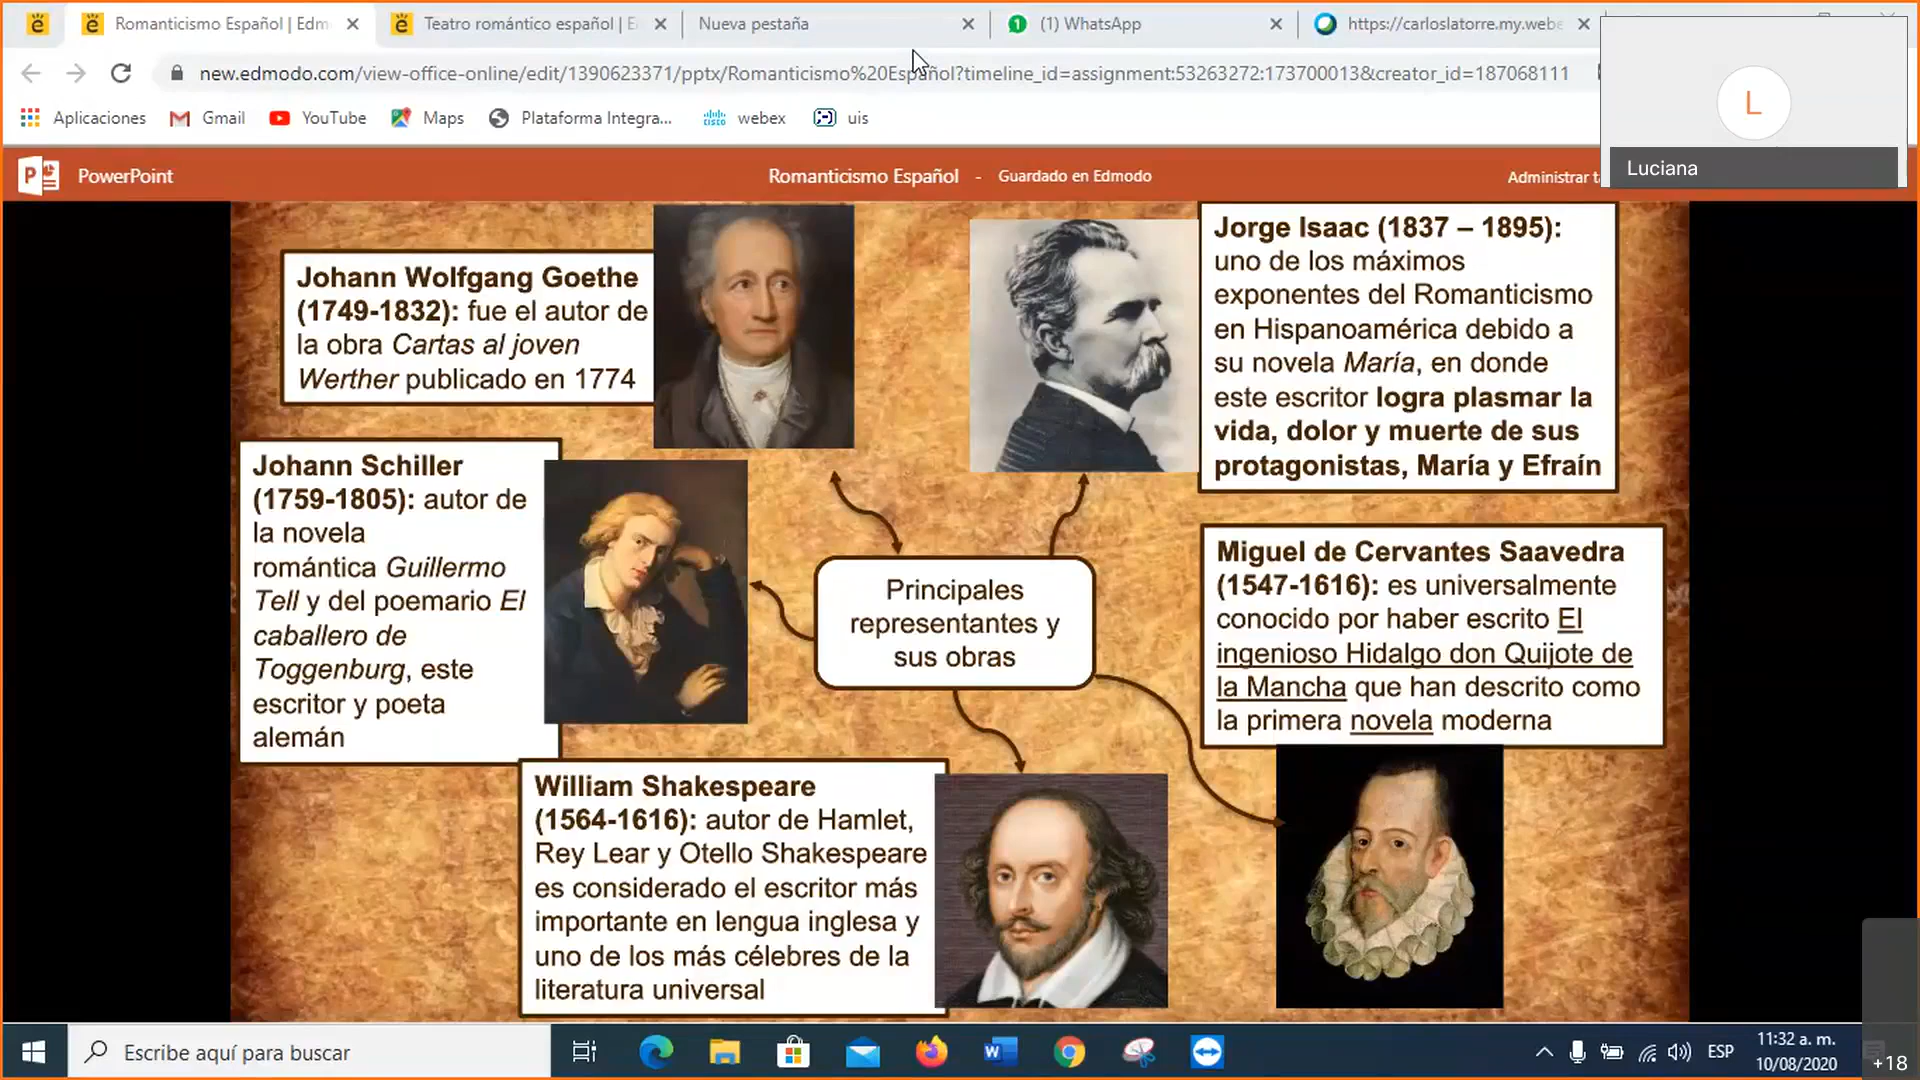 Romanticismo Español | Edm
Teatro romántico español | E
Nueva pestaña
(1) WhatsApp
https://carloslatorre.my.webe
new.edmodo.com/view-office-online/edit/1390623371/pptx/Romanticismo%20Español?timeline_id=assignment:53263272:173700013&creator_id=187068111
Aplicaciones
Gmail
YouTube
Maps
Plataforma Integra...
webex
uis
L
Luciana
PowerPoint
Romanticismo Español - Guardado en Edmodo
Administrar ta
Johann Wolfgang Goethe
(1749-1832): fue el autor de
la obra Cartas al joven
Werther publicado en 1774
Jorge Isaac (1837 – 1895):
uno de los máximos
exponentes del Romanticismo
en Hispanoamérica debido a
su novela María, en donde
este escritor logra plasmar la
vida, dolor y muerte de sus
protagonistas, María y Efraín
Johann Schiller
(1759-1805): autor de
la novela
romántica Guillermo
Tell y del poemario El
caballero de
Toggenburg, este
escritor y poeta
alemán
Principales
representantes y
sus obras
Miguel de Cervantes Saavedra
(1547-1616): es universalmente
conocido por haber escrito El
ingenioso Hidalgo don Quijote de
la Mancha que han descrito como
la primera novela moderna
William Shakespeare
(1564-1616): autor de Hamlet,
Rey Lear y Otello Shakespeare
es considerado el escritor más
importante en lengua inglesa y
uno de los más célebres de la
literatura universal
Escribe aquí para buscar
ESP
11:32 a. m.
10/08/2020
+18